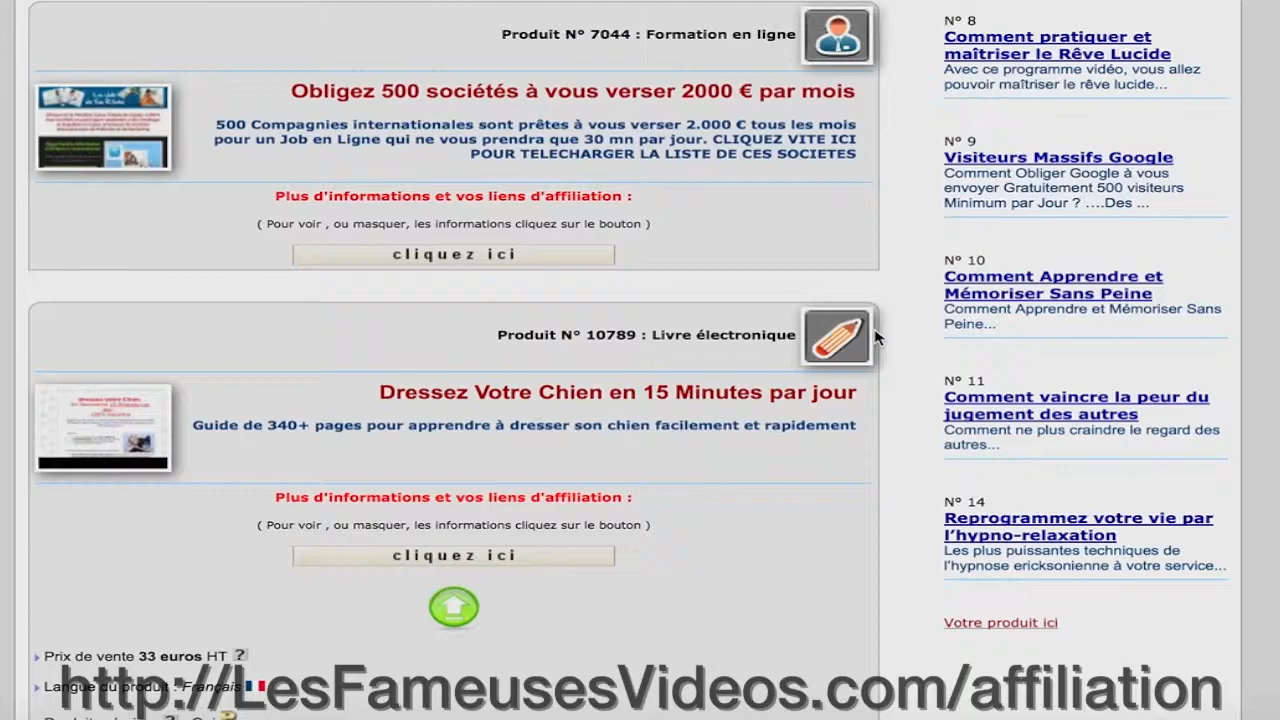 Produit N° 7044 : Formation en ligne
Obligez 500 sociétés à vous verser 2000 € par mois
500 Compagnies internationales sont prêtes à vous verser 2.000 € tous les mois
pour un Job en Ligne qui ne vous prendra que 30 mn par jour. CLIQUEZ VITE ICI
POUR TELECHARGER LA LISTE DE CES SOCIETES
Plus d'informations et vos liens d'affiliation :
( Pour voir , ou masquer, les informations cliquez sur le bouton )
cliquez ici
Produit N° 10789 : Livre électronique
Dressez Votre Chien en 15 Minutes par jour
Guide de 340+ pages pour apprendre à dresser son chien facilement et rapidement
Plus d'informations et vos liens d'affiliation :
( Pour voir , ou masquer, les informations cliquez sur le bouton )
cliquez ici
Prix de vente 33 euros HT ?
Langue du produit : Français
N° 8
Comment pratiquer et
maîtriser le Rêve Lucide
Avec ce programme vidéo, vous allez
pouvoir maîtriser le rêve lucide...
N° 9
Visiteurs Massifs Google
Comment Obliger Google à vous
envoyer Gratuitement 500 visiteurs
Minimum par Jour ? ....Des ...
N° 10
Comment Apprendre et
Mémoriser Sans Peine
Comment Apprendre et Mémoriser Sans
Peine...
N° 11
Comment vaincre la peur du
jugement des autres
Comment ne plus craindre le regard des
autres...
N° 14
Reprogrammez votre vie par
l'hypno-relaxation
Les plus puissantes techniques de
l'hypnose ericksonienne à votre service...
Votre produit ici
http://LesFameusesVideos.com/affiliation